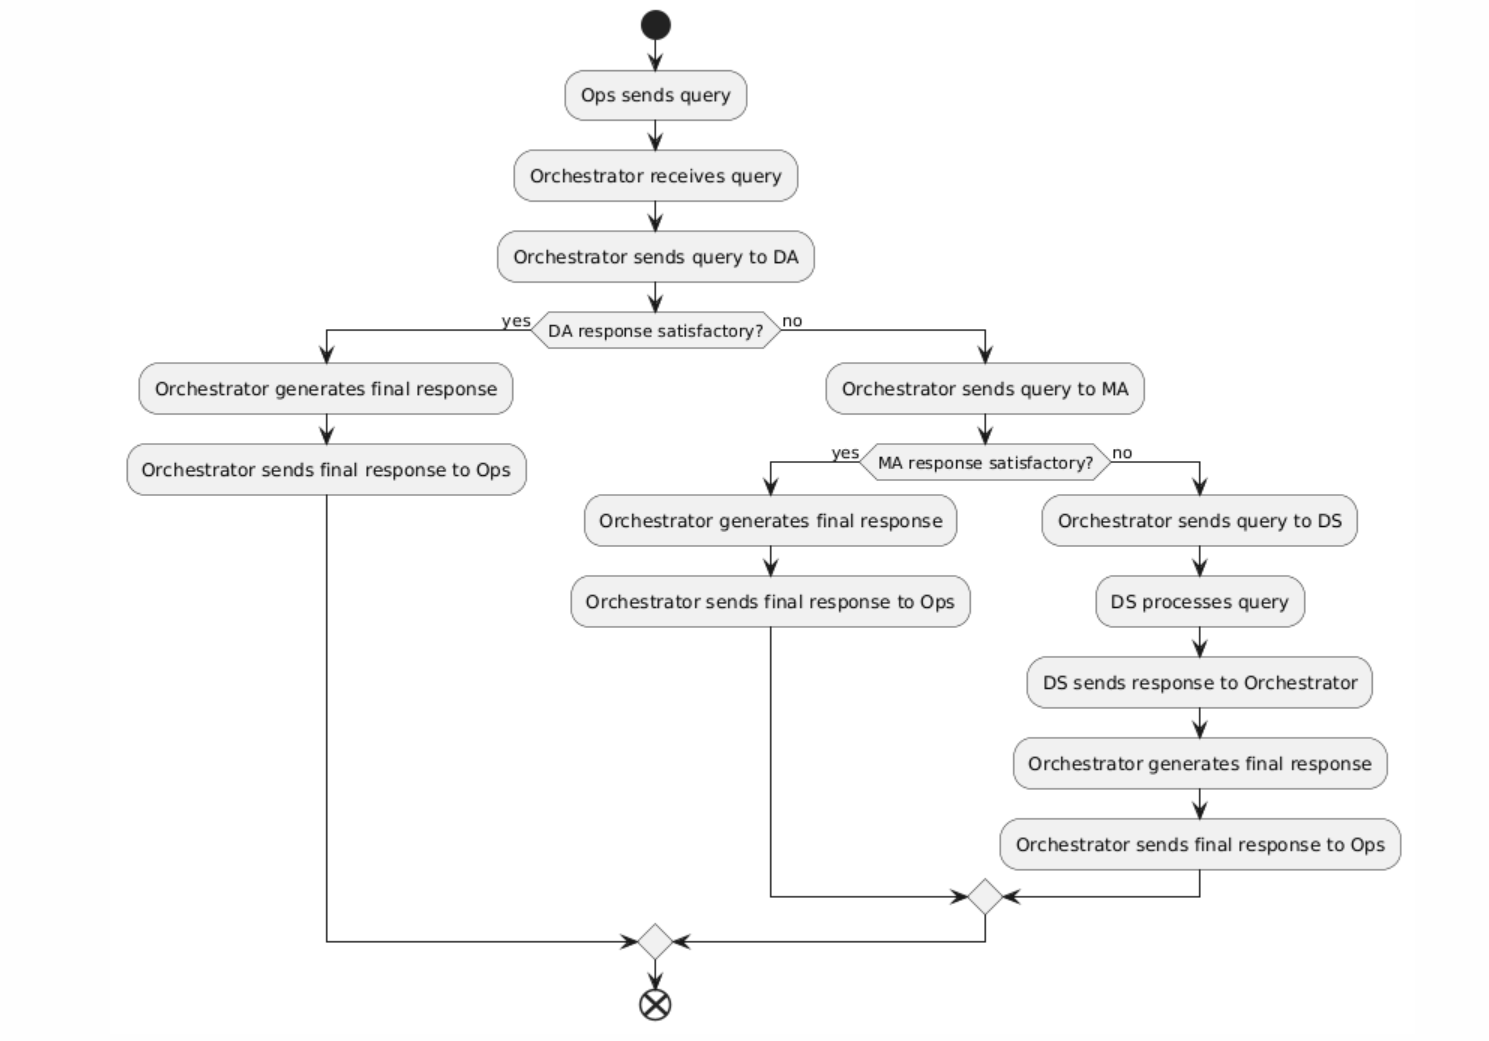 Ops sends query
Orchestrator receives query
Orchestrator sends query to DA
yes
DA response satisfactory?
no
Orchestrator generates final response
Orchestrator sends final response to Ops
Orchestrator sends query to MA
yes
MA response satisfactory?
no
Orchestrator generates final response
Orchestrator sends final response to Ops
Orchestrator sends query to DS
DS processes query
DS sends response to Orchestrator
Orchestrator generates final response
Orchestrator sends final response to Ops